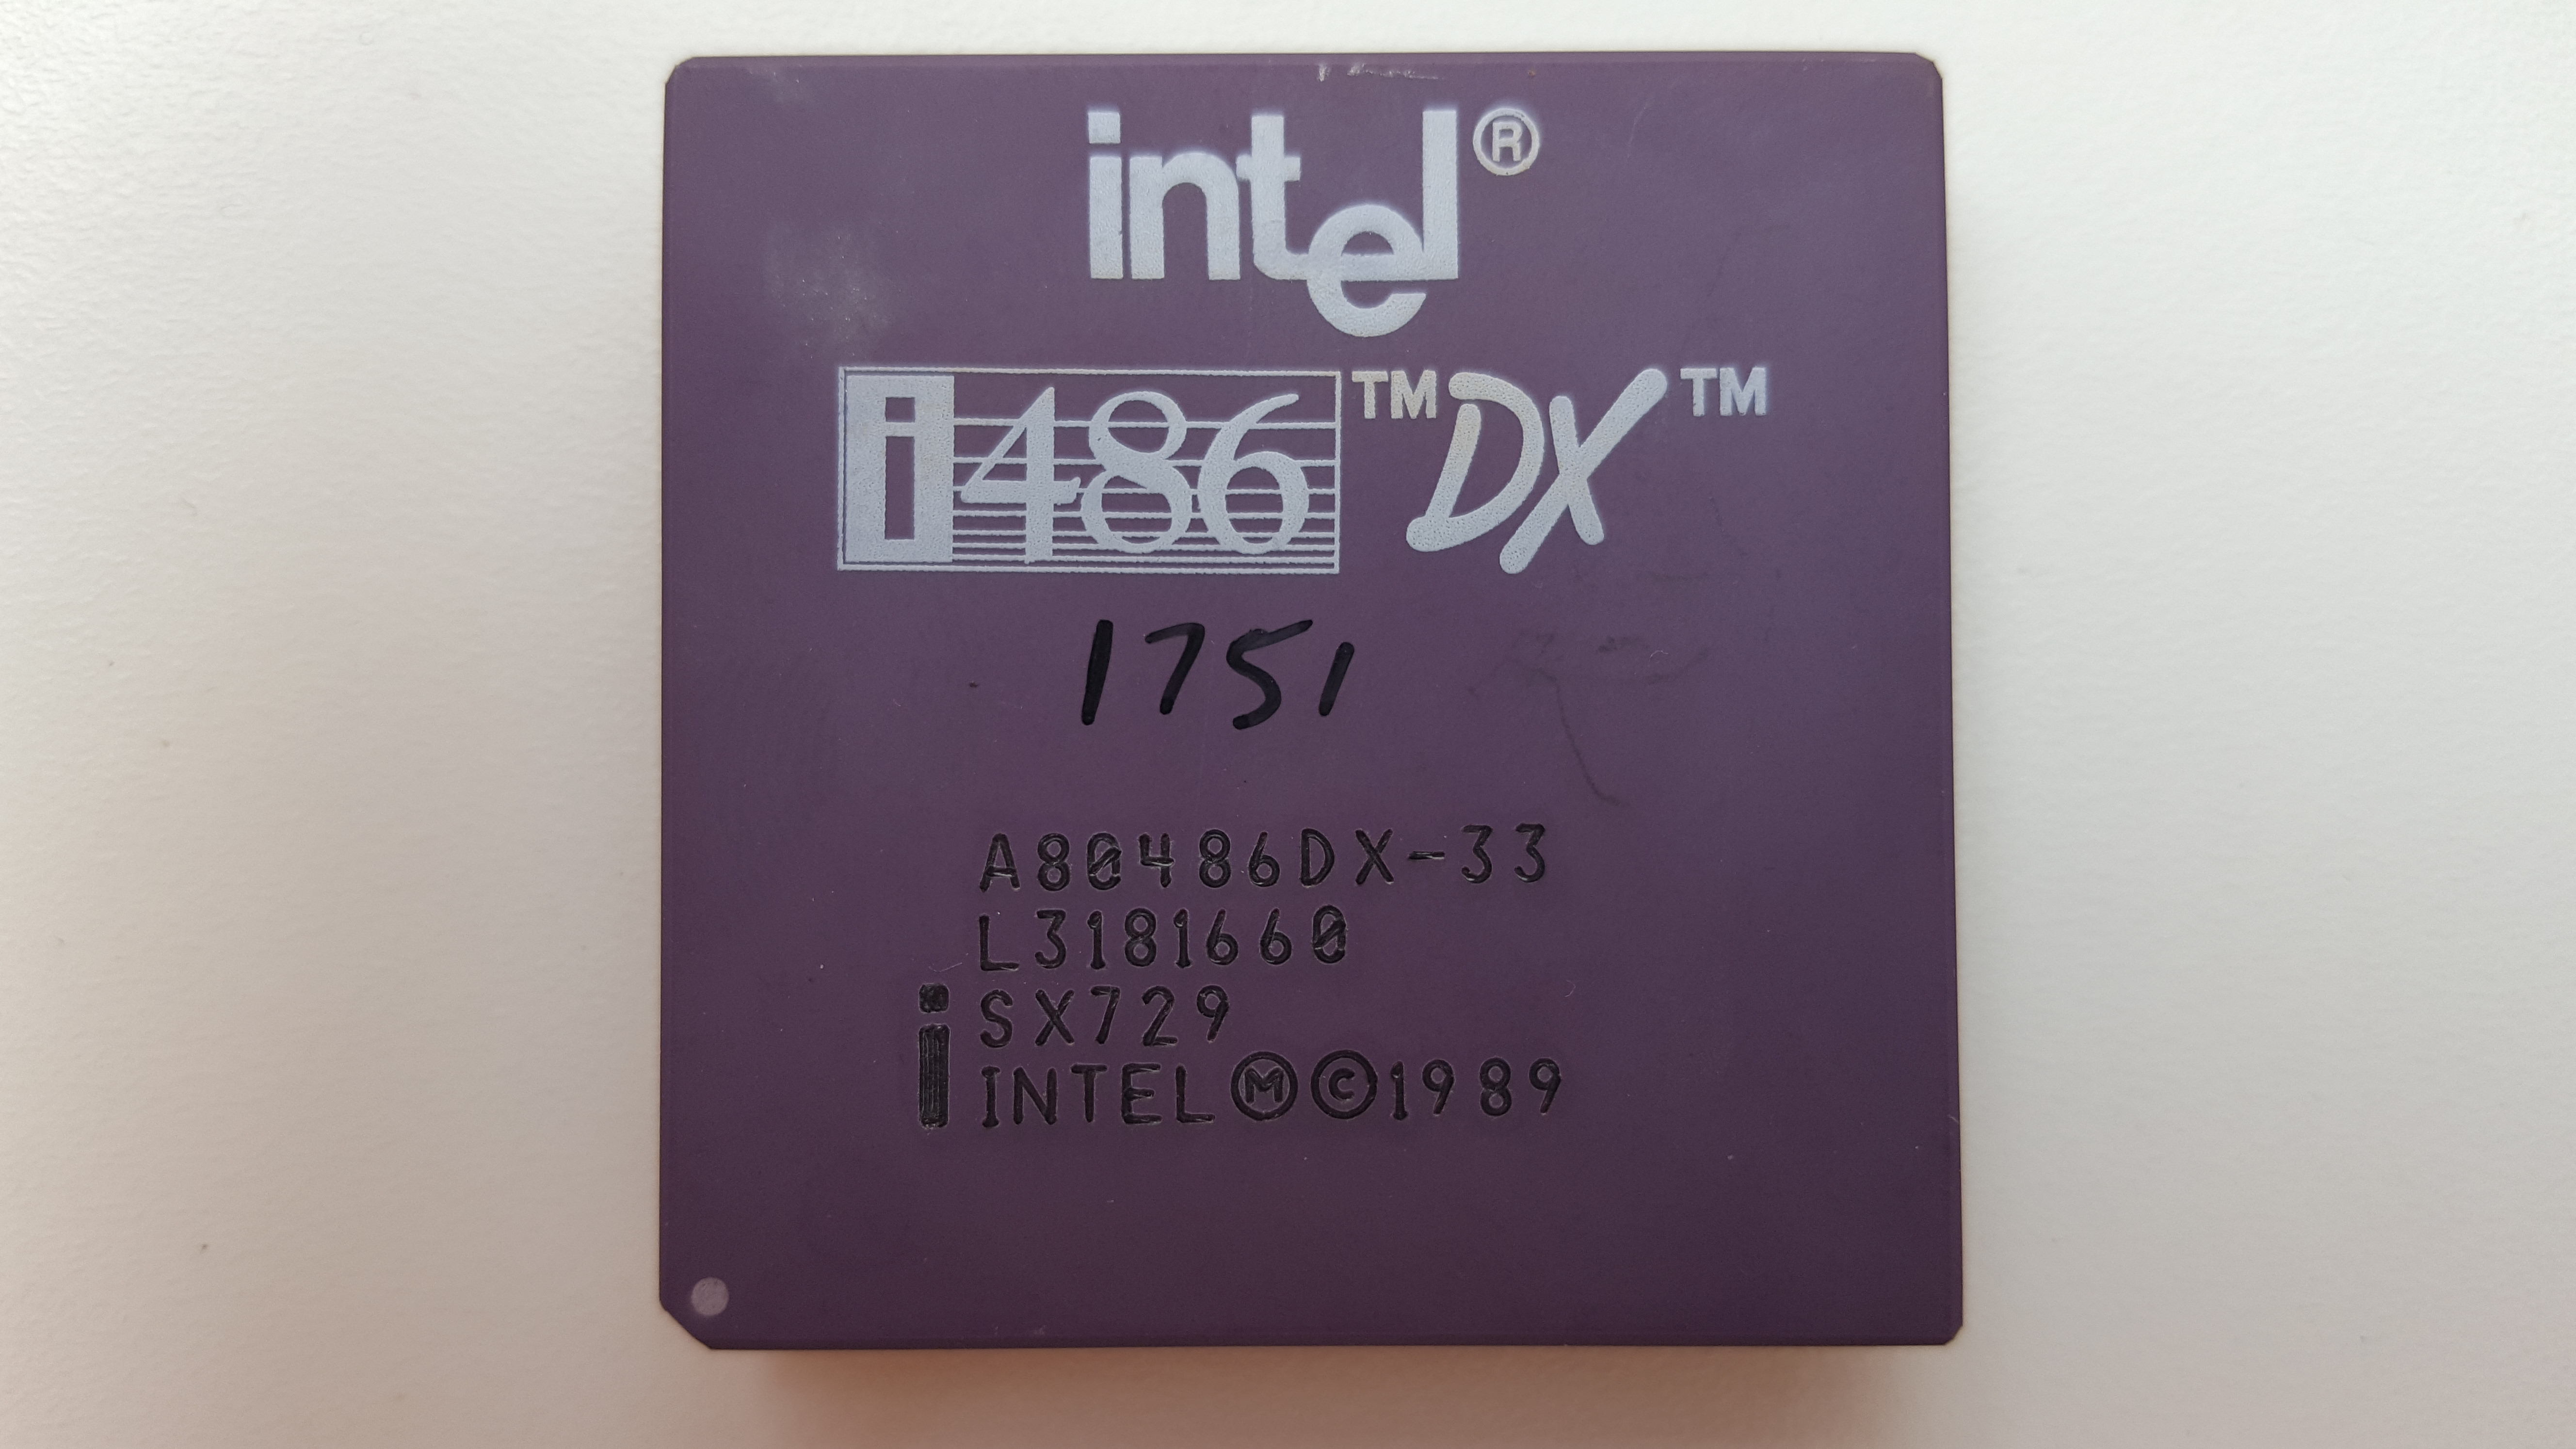 intel®
i486™ DX™
1751
A80486DX-33
L3181660
SX729
i INTEL Ⓜ©1989